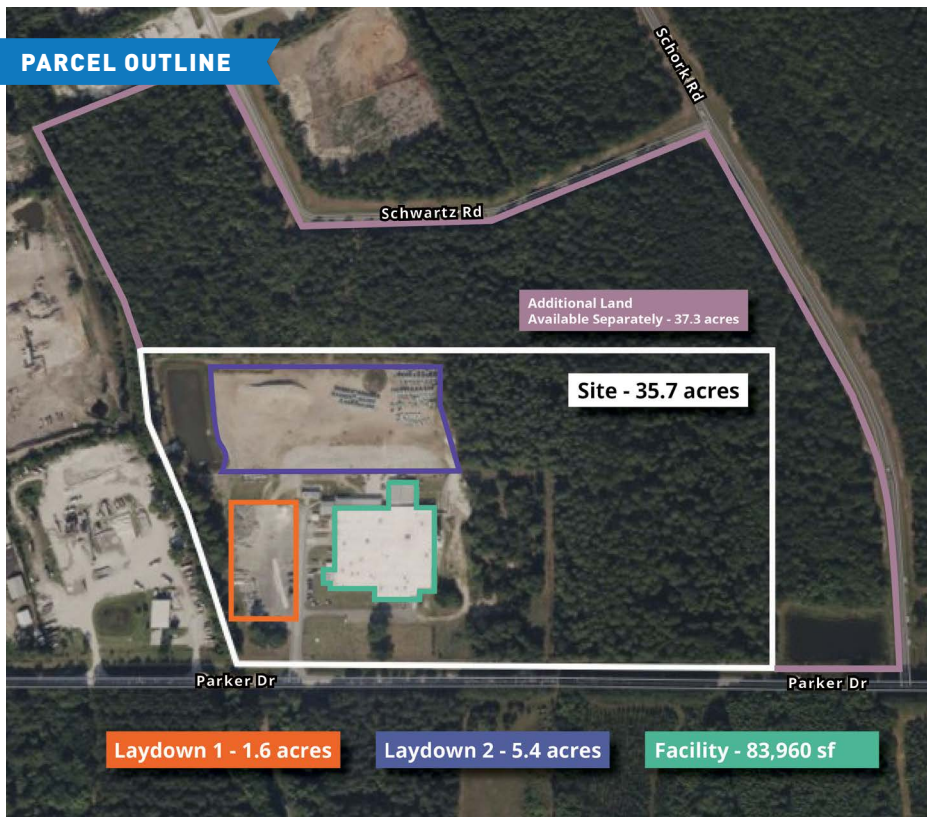 PARCEL OUTLINE
Schork Rd
Schwartz Rd
Additional Land
Available Separately - 37.3 acres
Site - 35.7 acres
Parker Dr
Parker Dr
Laydown 1 - 1.6 acres
Laydown 2 - 5.4 acres
Facility - 83,960 sf